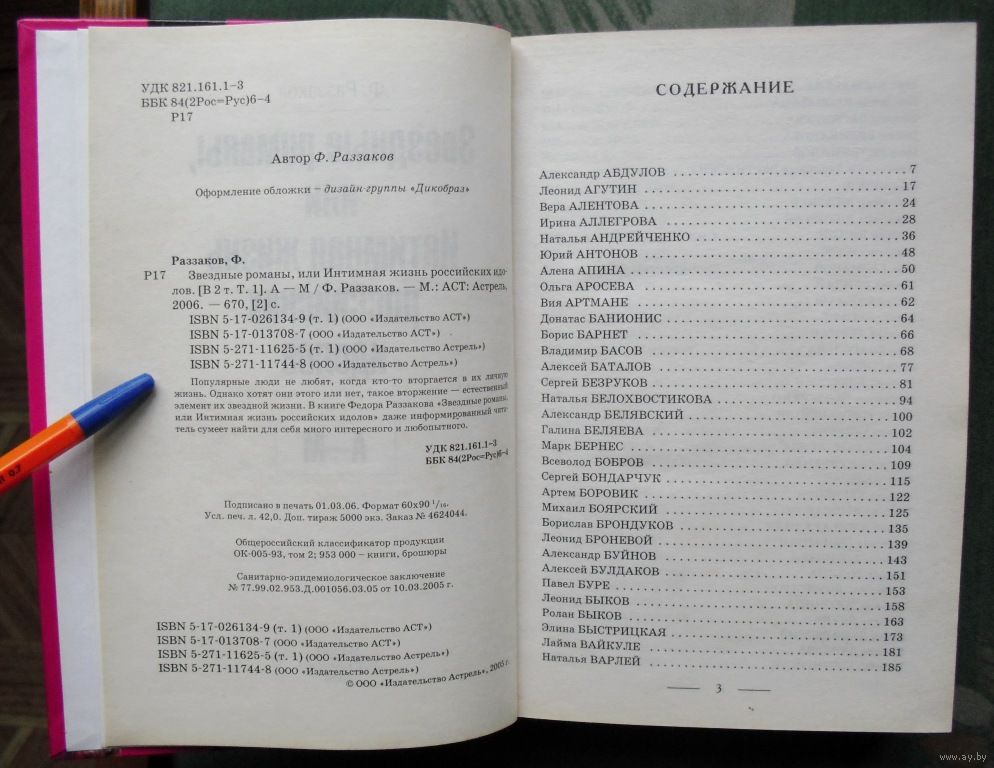 УДК 821.161.1–3
ББК 84(2Рос=Рус)6–4
Р17
Автор Ф. Раззаков
Оформление обложки – дизайн-группы «Дикобраз»
Раззаков, Ф.
Р17 Звездные романы, или Интимная жизнь российских идо-
лов. [В 2 т. Т. 1]. А — М / Ф. Раззаков. — М.: АСТ: Астрель,
2006. — 670, [2] с.
ISBN 5-17-026134-9 (т. 1) (ООО «Издательство АСТ»)
ISBN 5-17-013708-7 (ООО «Издательство АСТ»)
ISBN 5-271-11625-5 (т. 1) (ООО «Издательство Астрель»)
ISBN 5-271-11744-8 (ООО «Издательство Астрель»)
Популярные люди не любят, когда кто-то вторгается в их личную
жизнь. Однако хотят они этого или нет, такое вторжение — естественный
элемент их звездной жизни. В книге Федора Раззакова «Звездные романы,
или Интимная жизнь российских идолов» даже информированный чита-
тель сумеет найти для себя много интересного и любопытного.
УДК 821.161.1–3
ББК 84(2Рос=Рус)6–4
Подписано в печать 01.03.06. Формат 60х90 1/16.
Усл. печ. л. 42,0. Доп. тираж 5000 экз. Заказ № 4624044.
Общероссийский классификатор продукции
ОК-005-93, том 2; 953 000 – книги, брошюры
Санитарно-эпидемиологическое заключение
№ 77.99.02.953.Д.001056.03.05 от 10.03.2005 г.
ISBN 5-17-026134-9 (т. 1) (ООО «Издательство АСТ»)
ISBN 5-17-013708-7 (ООО «Издательство АСТ»)
ISBN 5-271-11625-5 (т. 1) (ООО «Издательство Астрель»)
ISBN 5-271-11744-8 (ООО «Издательство Астрель»)
© ООО «Издательство Астрель», 2005 г.
СОДЕРЖАНИЕ
Александр АБДУЛОВ 7
Леонид АГУТИН 17
Вера АЛЕНТОВА 24
Ирина АЛЛЕГРОВА 28
Наталья АНДРЕЙЧЕНКО 36
Юрий АНТОНОВ 48
Алена АПИНА 50
Ольга АРОСЕВА 61
Вия АРТМАНЕ 62
Донатас БАНИОНИС 64
Борис БАРНЕТ 66
Владимир БАСОВ 68
Алексей БАТАЛОВ 77
Сергей БЕЗРУКОВ 81
Наталья БЕЛОХВОСТИКОВА 94
Александр БЕЛЯВСКИЙ 100
Галина БЕЛЯЕВА 102
Марк БЕРНЕС 104
Всеволод БОБРОВ 109
Сергей БОНДАРЧУК 115
Артем БОРОВИК 122
Михаил БОЯРСКИЙ 125
Борислав БРОНДУКОВ 135
Леонид БРОНЕВОЙ 139
Александр БУЙНОВ 143
Алексей БУЛДАКОВ 151
Павел БУРЕ 153
Леонид БЫКОВ 158
Ролан БЫКОВ 163
Элина БЫСТРИЦКАЯ 173
Лайма ВАЙКУЛЕ 181
Наталья ВАРЛЕЙ 185
3
www.ay.by